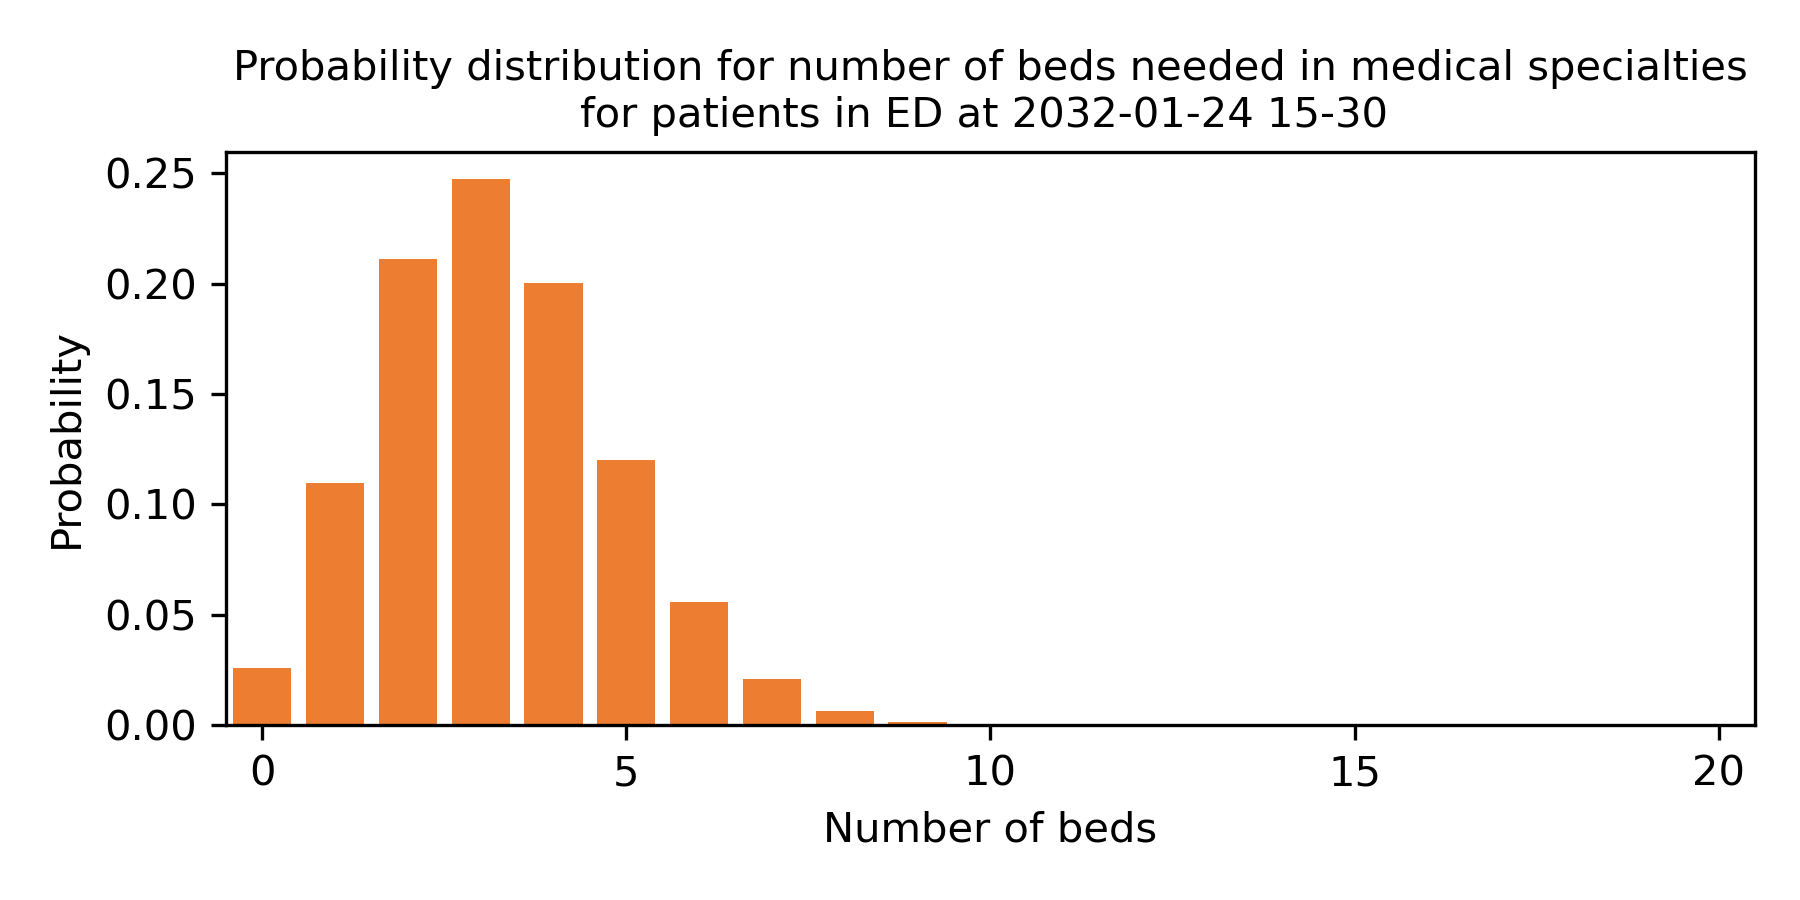 Probability distribution for number of beds needed in medical specialties
for patients in ED at 2032-01-24 15-30
0.25
0.20
0.15
0.10
0.05
0.00
Probability
0 5 10 15 20
Number of beds